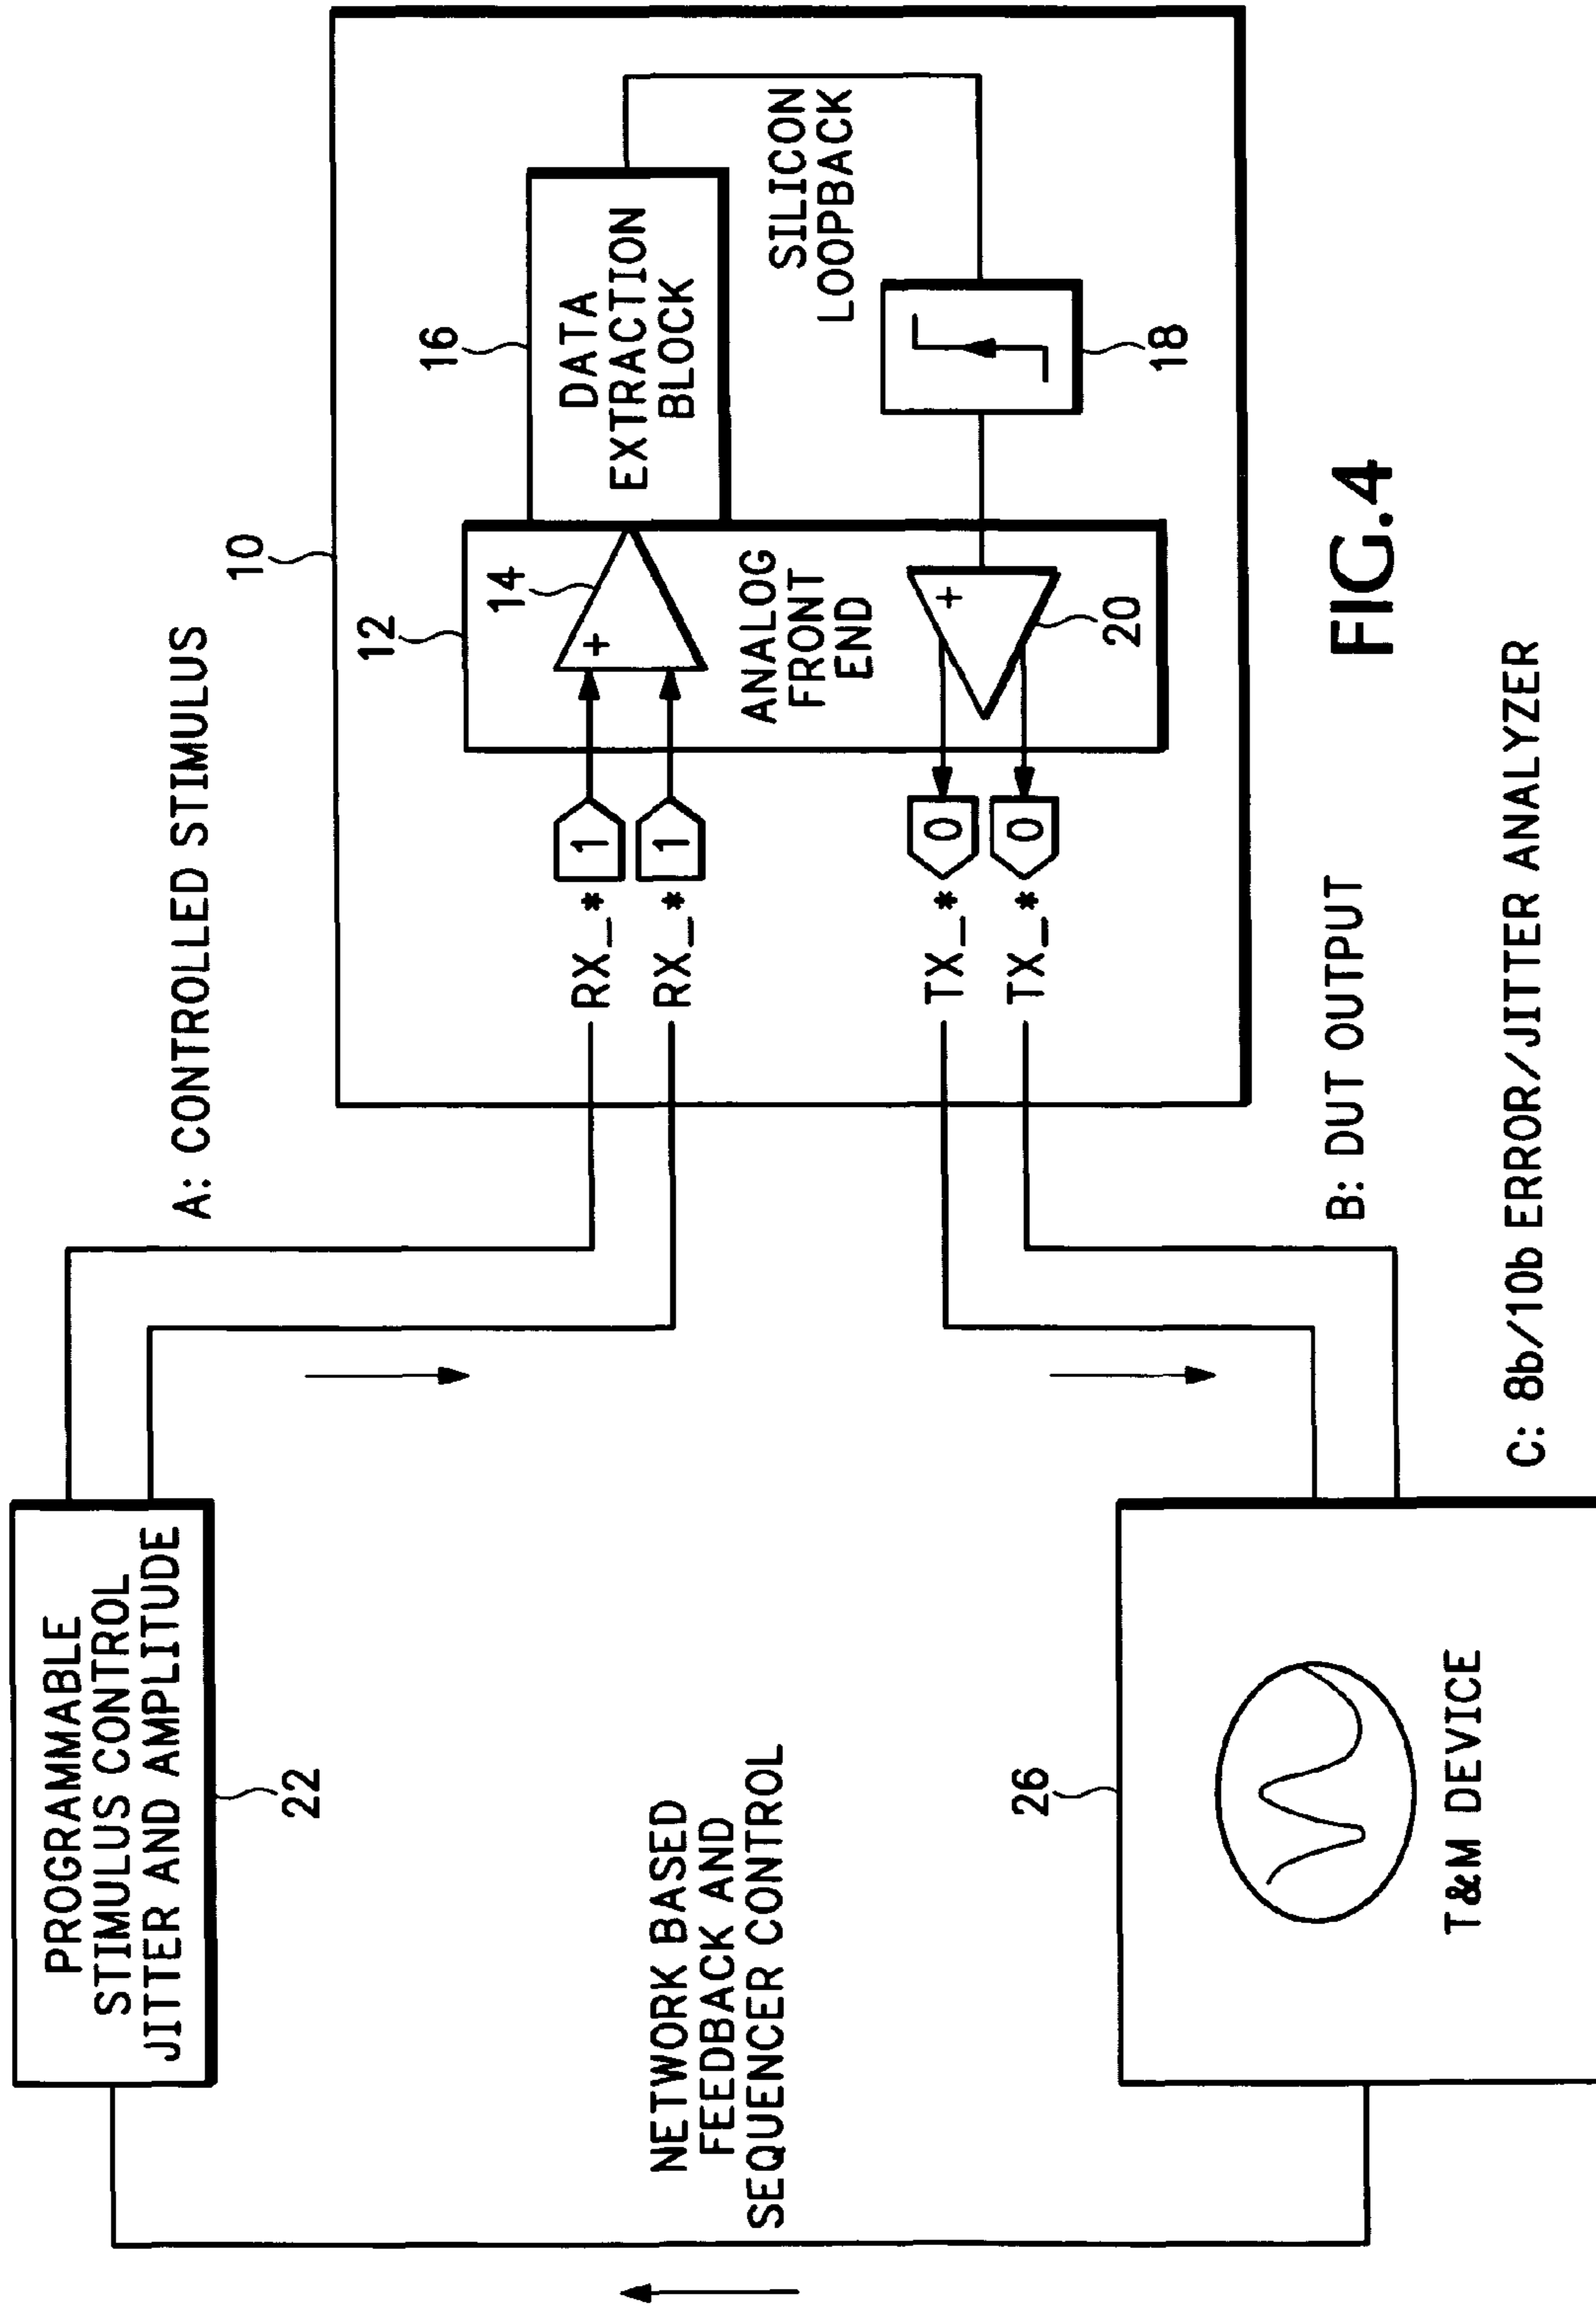 PROGRAMMABLE
STIMULUS CONTROL
JITTER AND AMPLITUDE
22
A: CONTROLLED STIMULUS
10
12
14
+
16
DATA
EXTRACTION
BLOCK
RX_*
1
RX_*
1
ANALOG
FRONT
END
SILICON
LOOPBACK
18
+
20
TX_*
0
TX_*
0
NETWORK BASED
FEEDBACK AND
SEQUENCER CONTROL
26
T&M DEVICE
B: DUT OUTPUT
C: 8b/10b ERROR/JITTER ANALYZER
FIG.4